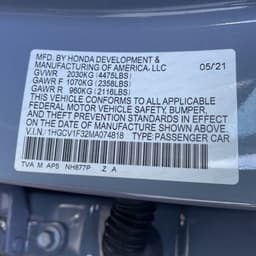 MFD. BY HONDA DEVELOPMENT &
MANUFACTURING OF AMERICA, LLC 05/21
GVWR 2030KG (4475LBS)
GAWR F 1070KG (2358LBS)
GAWR R 960KG (2116LBS)
THIS VEHICLE CONFORMS TO ALL APPLICABLE
FEDERAL MOTOR VEHICLE SAFETY, BUMPER,
AND THEFT PREVENTION STANDARDS IN EFFECT
ON THE DATE OF MANUFACTURE SHOWN ABOVE.
V.I.N.: 1HGCV1F32MA074818 TYPE PASSENGER CAR
TVA M AP5 NH877P Z A